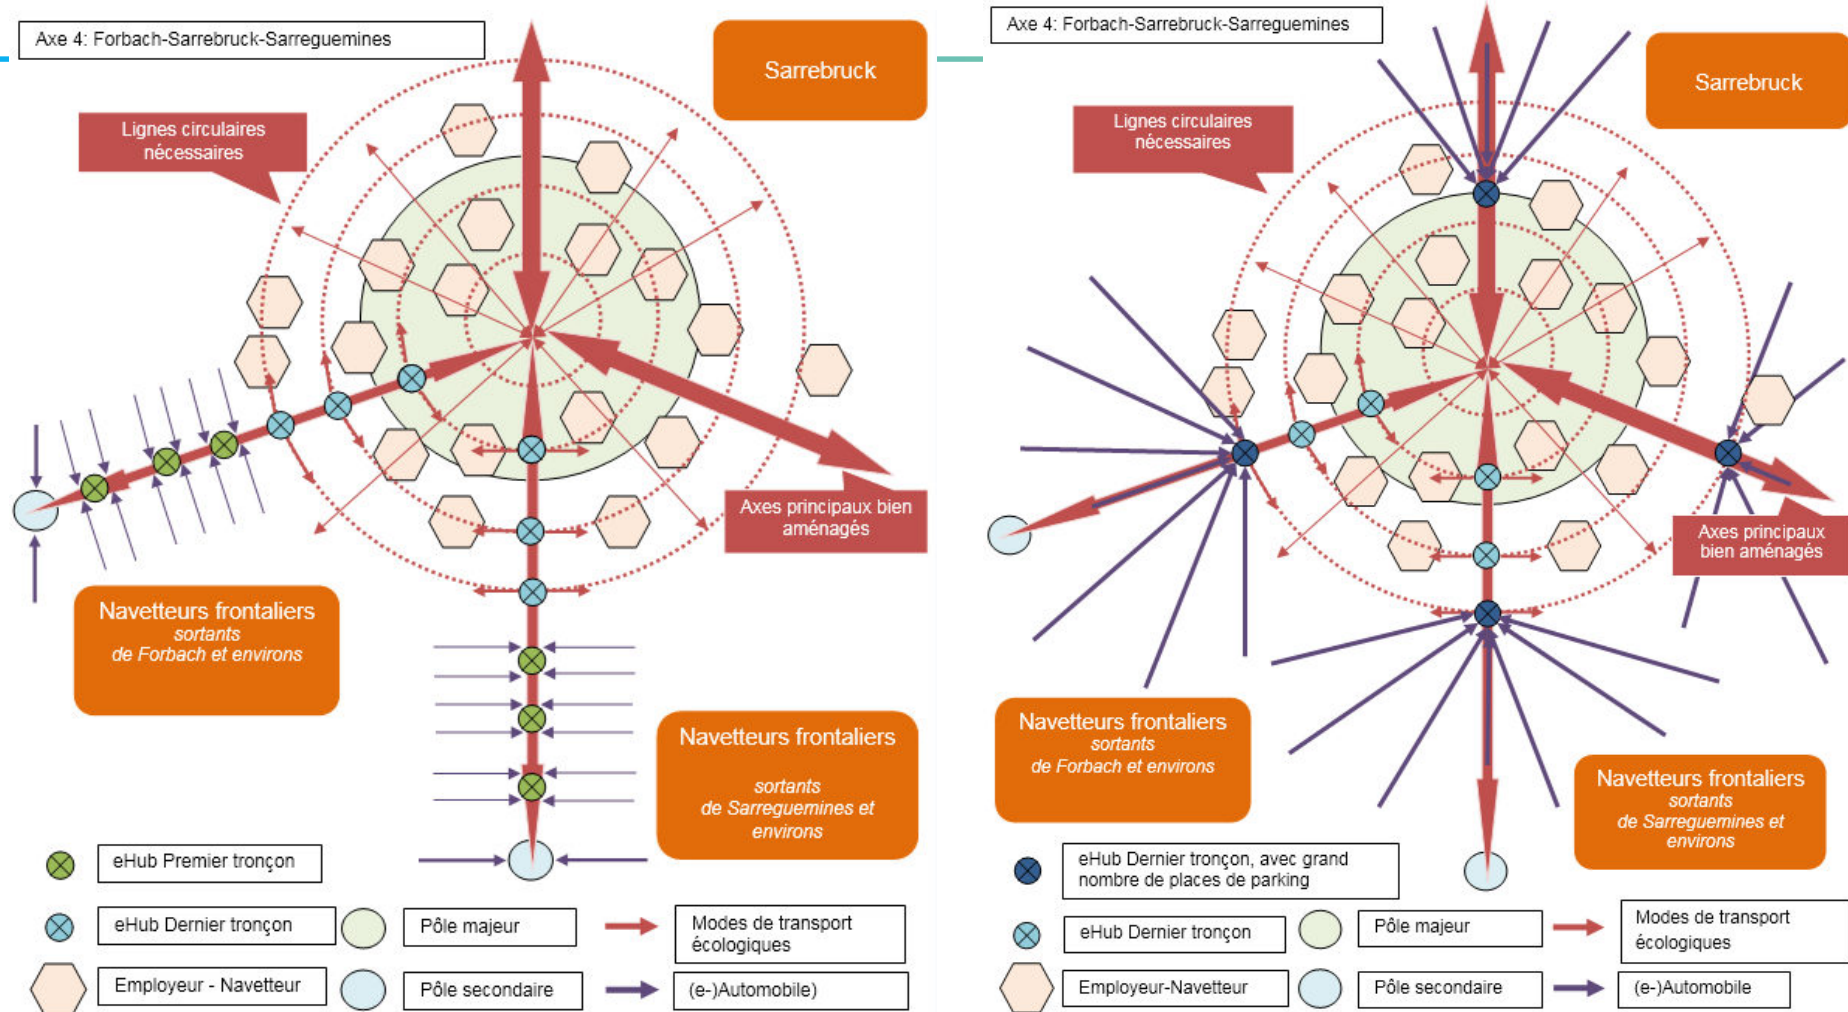 Axe 4: Forbach-Sarrebruck-Sarreguemines
Sarrebruck
Lignes circulaires
nécessaires
Axes principaux bien
aménagés
Navetteurs frontaliers
sortants
de Forbach et environs
Navetteurs frontaliers
sortants
de Sarreguemines et
environs
eHub Premier tronçon
eHub Dernier tronçon
Pôle majeur
Modes de transport
écologiques
Employeur - Navetteur
Pôle secondaire
(e-)Automobile)
Axe 4: Forbach-Sarrebruck-Sarreguemines
Sarrebruck
Lignes circulaires
nécessaires
Axes principaux
bien aménagés
Navetteurs frontaliers
sortants
de Forbach et environs
Navetteurs frontaliers
sortants
de Sarreguemines et
environs
eHub Dernier tronçon, avec grand
nombre de places de parking
eHub Dernier tronçon
Pôle majeur
Modes de transport
écologiques
Employeur-Navetteur
Pôle secondaire
(e-)Automobile